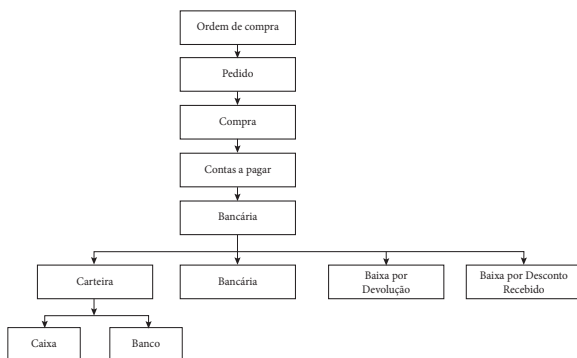 Ordem de compra
Pedido
Compra
Contas a pagar
Bancária
Carteira
Bancária
Baixa por
Devolução
Baixa por Desconto
Recebido
Caixa
Banco